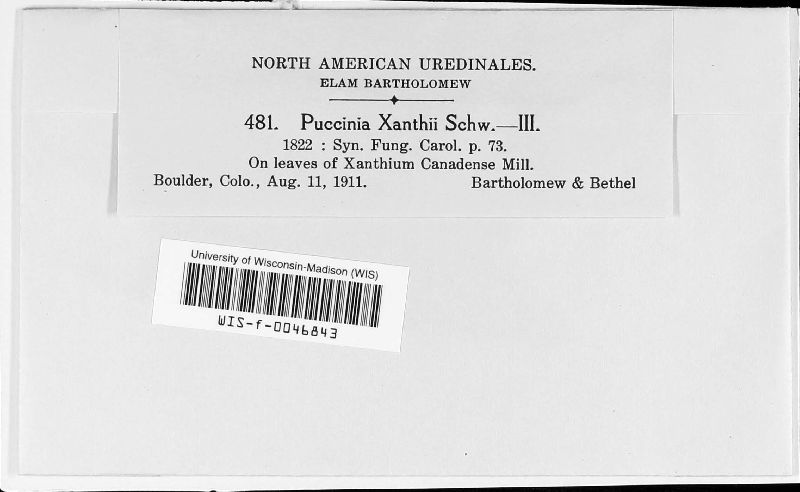 NORTH AMERICAN UREDINALES.
ELAM BARTHOLOMEW
481. Puccinia Xanthii Schw.—III.
1822 : Syn. Fung. Carol. p. 73.
On leaves of Xanthium Canadense Mill.
Boulder, Colo., Aug. 11, 1911. Bartholomew & Bethel
University of Wisconsin-Madison (WIS)
WIS-f-0046843